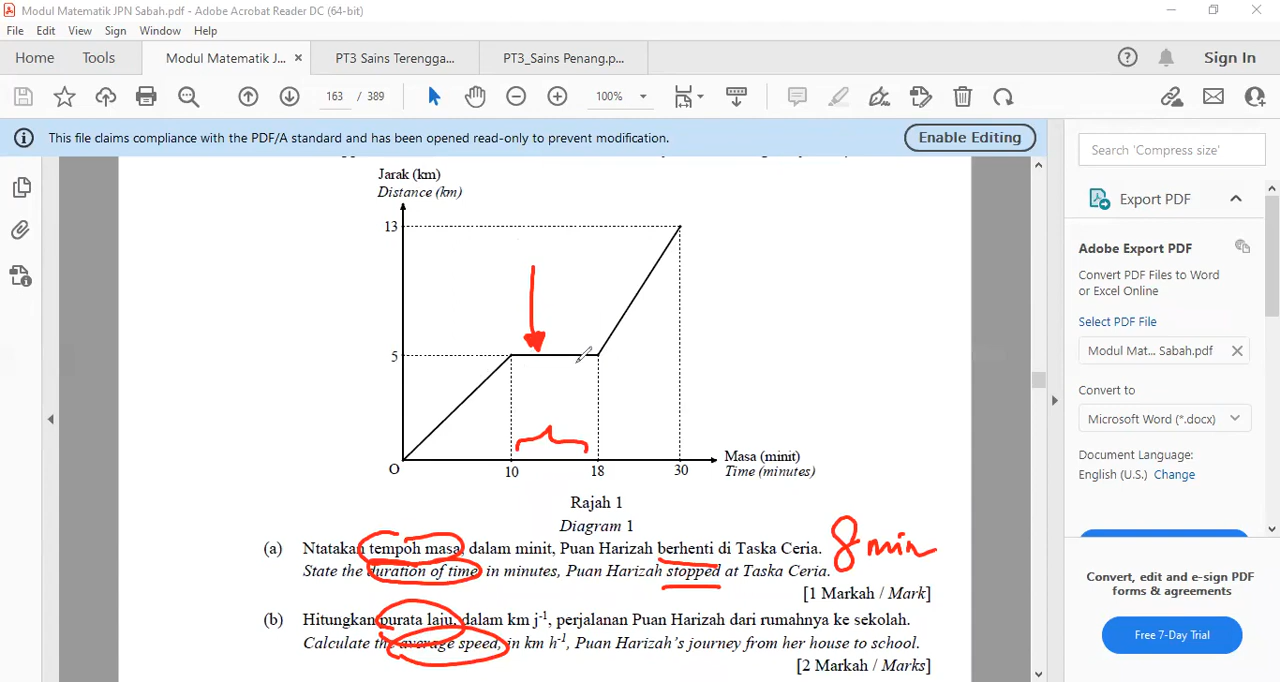 Modul Matematik JPN Sabah.pdf - Adobe Acrobat Reader DC (64-bit)
File Edit View Sign Window Help
Home Tools Modul Matematik J... × PT3 Sains Terengga... PT3_Sains Penang.p... Sign In
163 / 389 100%
This file claims compliance with the PDF/A standard and has been opened read-only to prevent modification. Enable Editing
Jarak (km)
Distance (km)
13
5
O 10 18 30
Masa (minit)
Time (minutes)
Rajah 1
Diagram 1
(a) Ntatakan tempoh masa, dalam minit, Puan Harizah berhenti di Taska Ceria. 8 min
State the duration of time, in minutes, Puan Harizah stopped at Taska Ceria.
[1 Markah / Mark]
(b) Hitungkan purata laju, dalam km j⁻¹, perjalanan Puan Harizah dari rumahnya ke sekolah.
Calculate the average speed, in km h⁻¹, Puan Harizah's journey from her house to school.
[2 Markah / Marks]
Search 'Compress size'
Export PDF
Adobe Export PDF
Convert PDF Files to Word
or Excel Online
Select PDF File
Modul Mat... Sabah.pdf
Convert to
Microsoft Word (*.docx)
Document Language:
English (U.S.) Change
Convert, edit and e-sign PDF
forms & agreements
Free 7-Day Trial